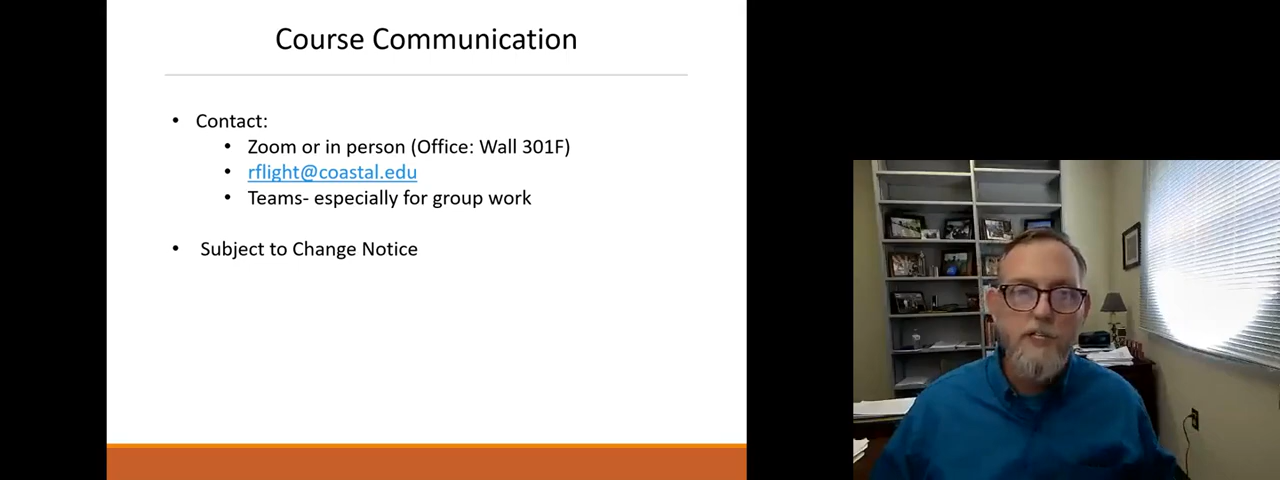 Course Communication
• Contact:
• Zoom or in person (Office: Wall 301F)
• rflight@coastal.edu
• Teams- especially for group work
• Subject to Change Notice